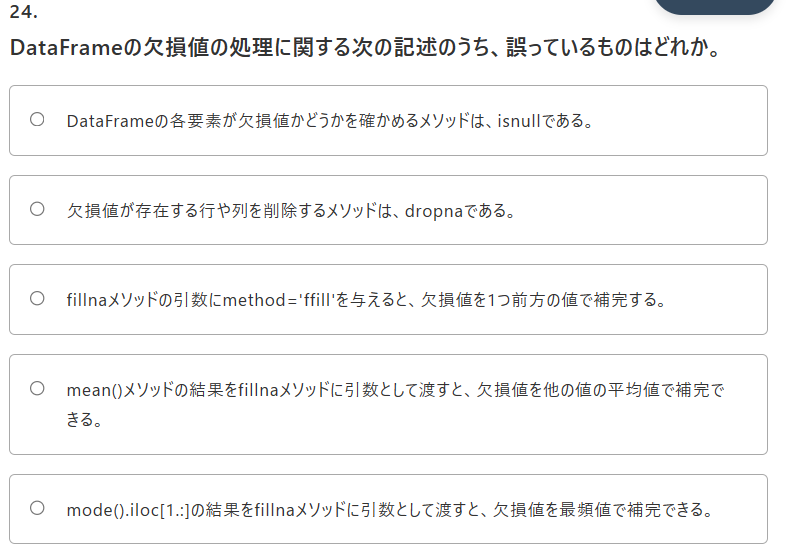 24.
DataFrameの欠損値の処理に関する次の記述のうち、誤っているものはどれか。
DataFrameの各要素が欠損値かどうかを確かめるメソッドは、isnullである。
欠損値が存在する行や列を削除するメソッドは、dropnaである。
fillnaメソッドの引数にmethod='ffill'を与えると、欠損値を1つ前方の値で補完する。
mean()メソッドの結果をfillnaメソッドに引数として渡すと、欠損値を他の値の平均値で補完で
きる。
mode().iloc[1.:]の結果をfillnaメソッドに引数として渡すと、欠損値を最頻値で補完できる。